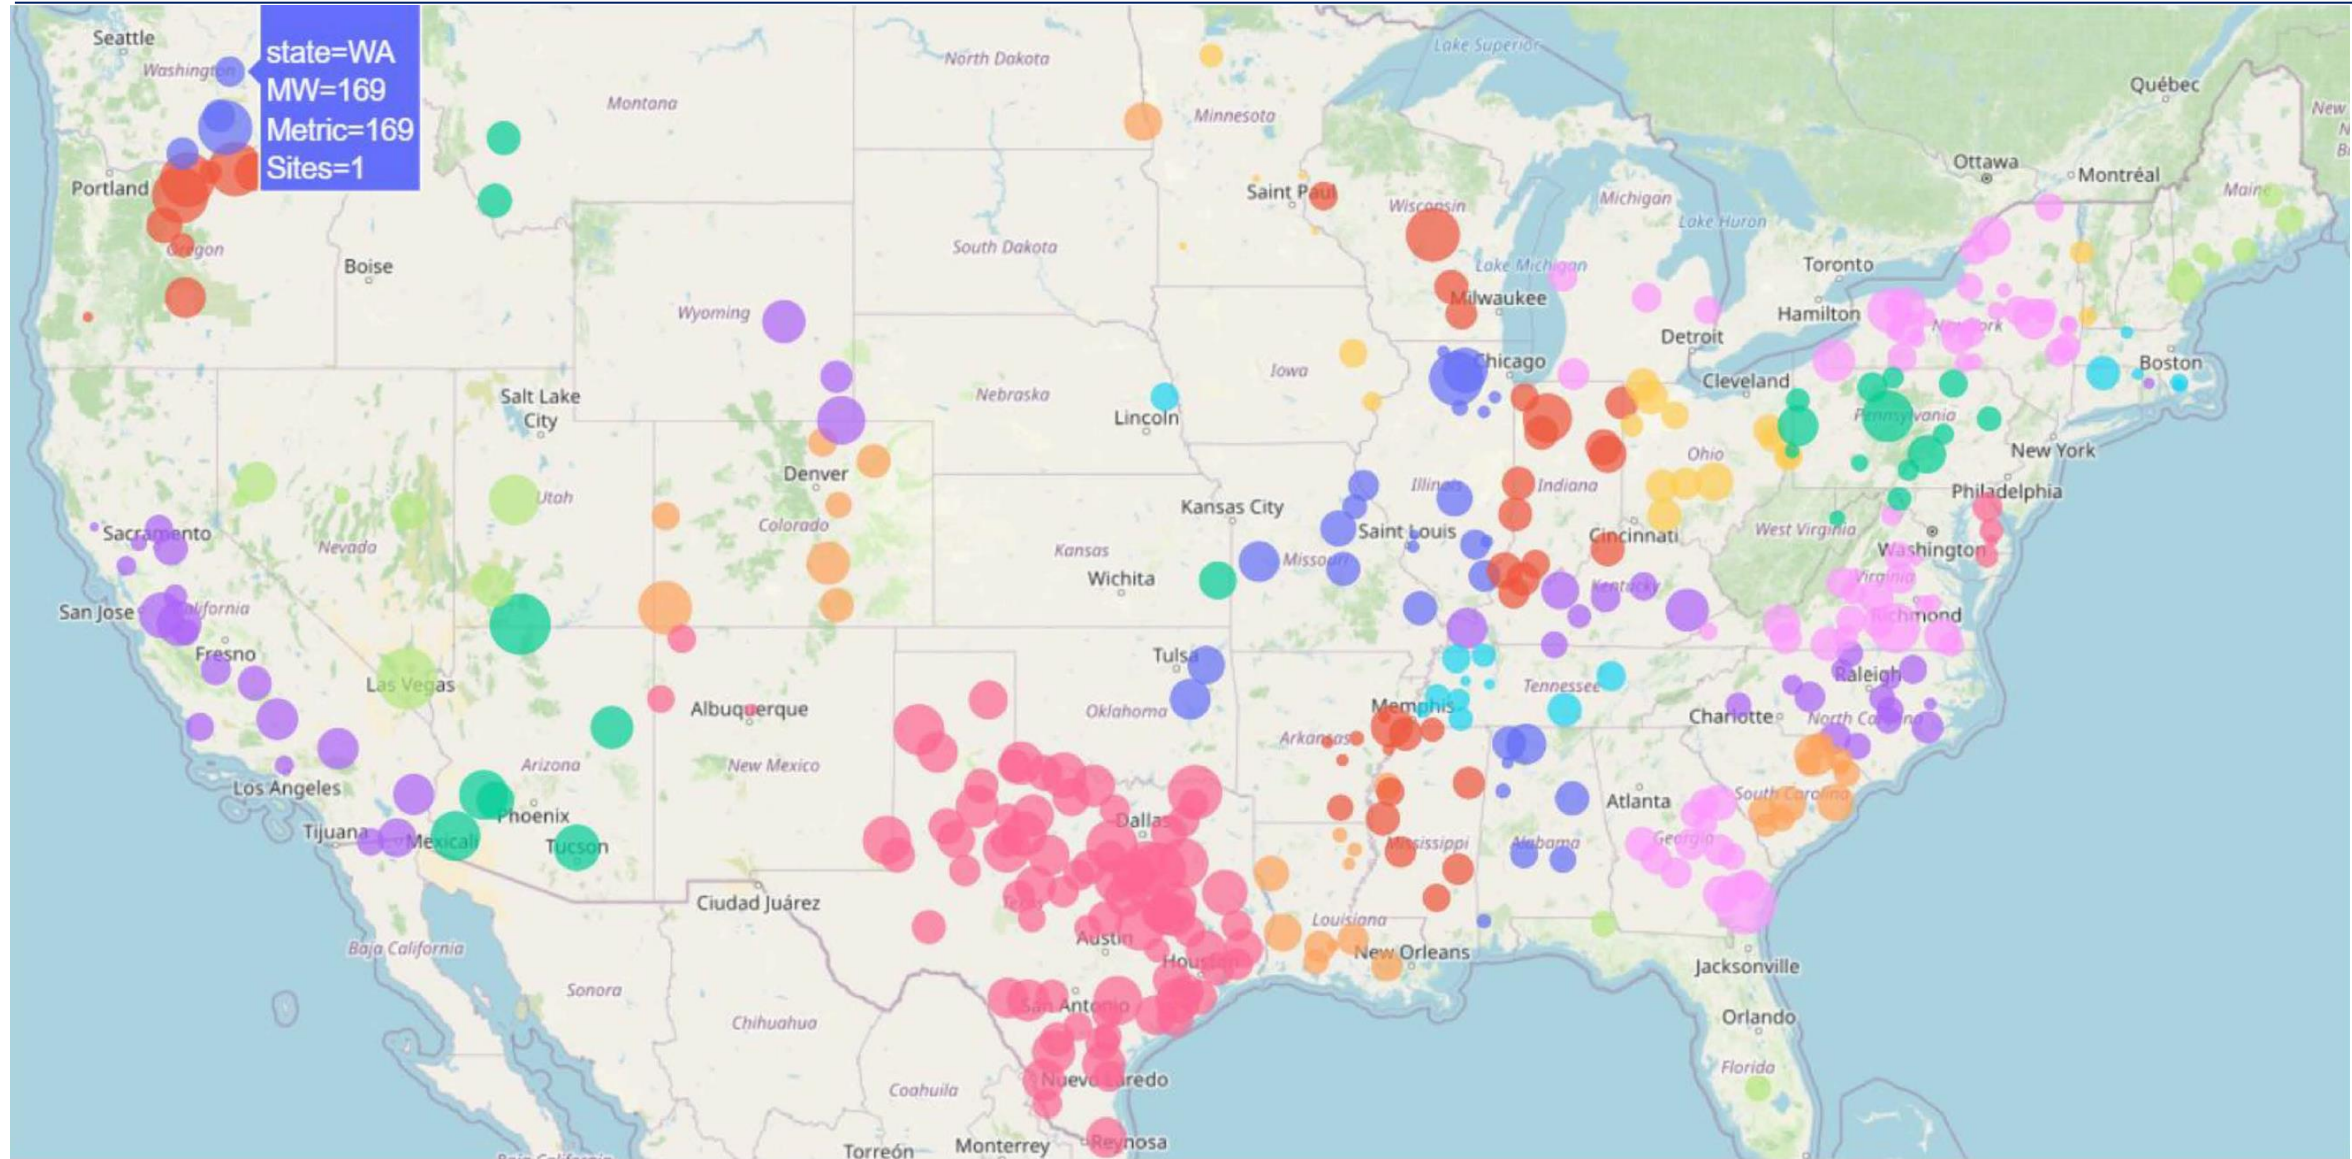 Seattle
Washington
state=WA
MW=169
Metric=169
Sites=1
North Dakota
Québec
Montana
Minnesota
Lake Superior
New
Portland
Saint Paul
Wisconsin
Michigan
Ottawa
Montréal
Maine
Oregon
Boise
South Dakota
Lake Huron
Lake Michigan
Toronto
Wyoming
Milwaukee
Hamilton
Detroit
New York
Iowa
Chicago
Boston
Salt Lake
City
Nebraska
Lincoln
Cleveland
Pennsylvania
New York
Denver
Ohio
Utah
Illinois
Indiana
Philadelphia
Kansas City
Colorado
Sacramento
Nevada
Kansas
Wichita
Saint Louis
Missouri
Cincinnati
West Virginia
Washington
Virginia
San Jose
California
Kentucky
Richmond
Fresno
Las Vegas
Tulsa
Tennessee
Raleigh
Albuquerque
Oklahoma
Memphis
Charlotte
North Carolina
Arkansas
Arizona
New Mexico
Los Angeles
Phoenix
Atlanta
South Carolina
Tijuana
Mexicali
Tucson
Dallas
Mississippi
Alabama
Georgia
Ciudad Juárez
Texas
Louisiana
Baja California
Austin
Houston
New Orleans
Jacksonville
Sonora
San Antonio
Chihuahua
Orlando
Florida
Coahuila
Nuevo Laredo
Torreón
Monterrey
Reynosa